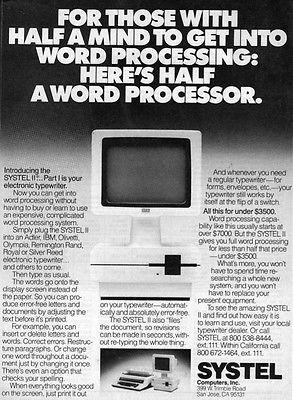 FOR THOSE WITH
HALF A MIND TO GET INTO
WORD PROCESSING:
HERE'S HALF
A WORD PROCESSOR.
Introducing the
SYSTEL II™... Part I is your
electronic typewriter.
Now you can get into
word processing without
having to buy or learn to use
an expensive, complicated
word processing system.
Simply plug the SYSTEL II
into an Adler, IBM, Olivetti,
Olympia, Remington Rand,
Royal or Silver Reed
electronic typewriter
...and others to come.
Then type as usual.
The words go onto the
display screen instead of
the paper. So you can pro-
duce error-free letters and
documents by adjusting the
text before it's printed.
For example, you can
insert or delete letters and
words. Correct errors. Restruc-
ture paragraphs. Or change
one word throughout a docu-
ment just by changing it once.
There's even an option that
checks your spelling.
When everything looks
good on the screen, just print it out
on your typewriter—automat-
ically and absolutely error-free.
The SYSTEL II also "files"
the document, so revisions
can be made in seconds, with-
out re-typing the whole thing.
And whenever you need
a regular typewriter—for
forms, envelopes, etc.—your
typewriter still works by
itself at the flip of a switch.
All this for under $3500.
Word processing capa-
bility like this usually starts at
over $7000. But the SYSTEL II
gives you full word processing
for less than half that price
—under $3500.
What's more, you won't
have to spend time re-
searching a whole new
system, and you won't
have to replace your
present equipment.
To see the amazing SYSTEL
II and find out how easy it is
to learn and use, visit your local
typewriter dealer. Or call
SYSTEL at 800 538-8444,
ext. 111. Within California call
800 672-1464, ext. 111.
SYSTEL
Computers, Inc.
399 W. Trimble Road
San Jose, CA 95131